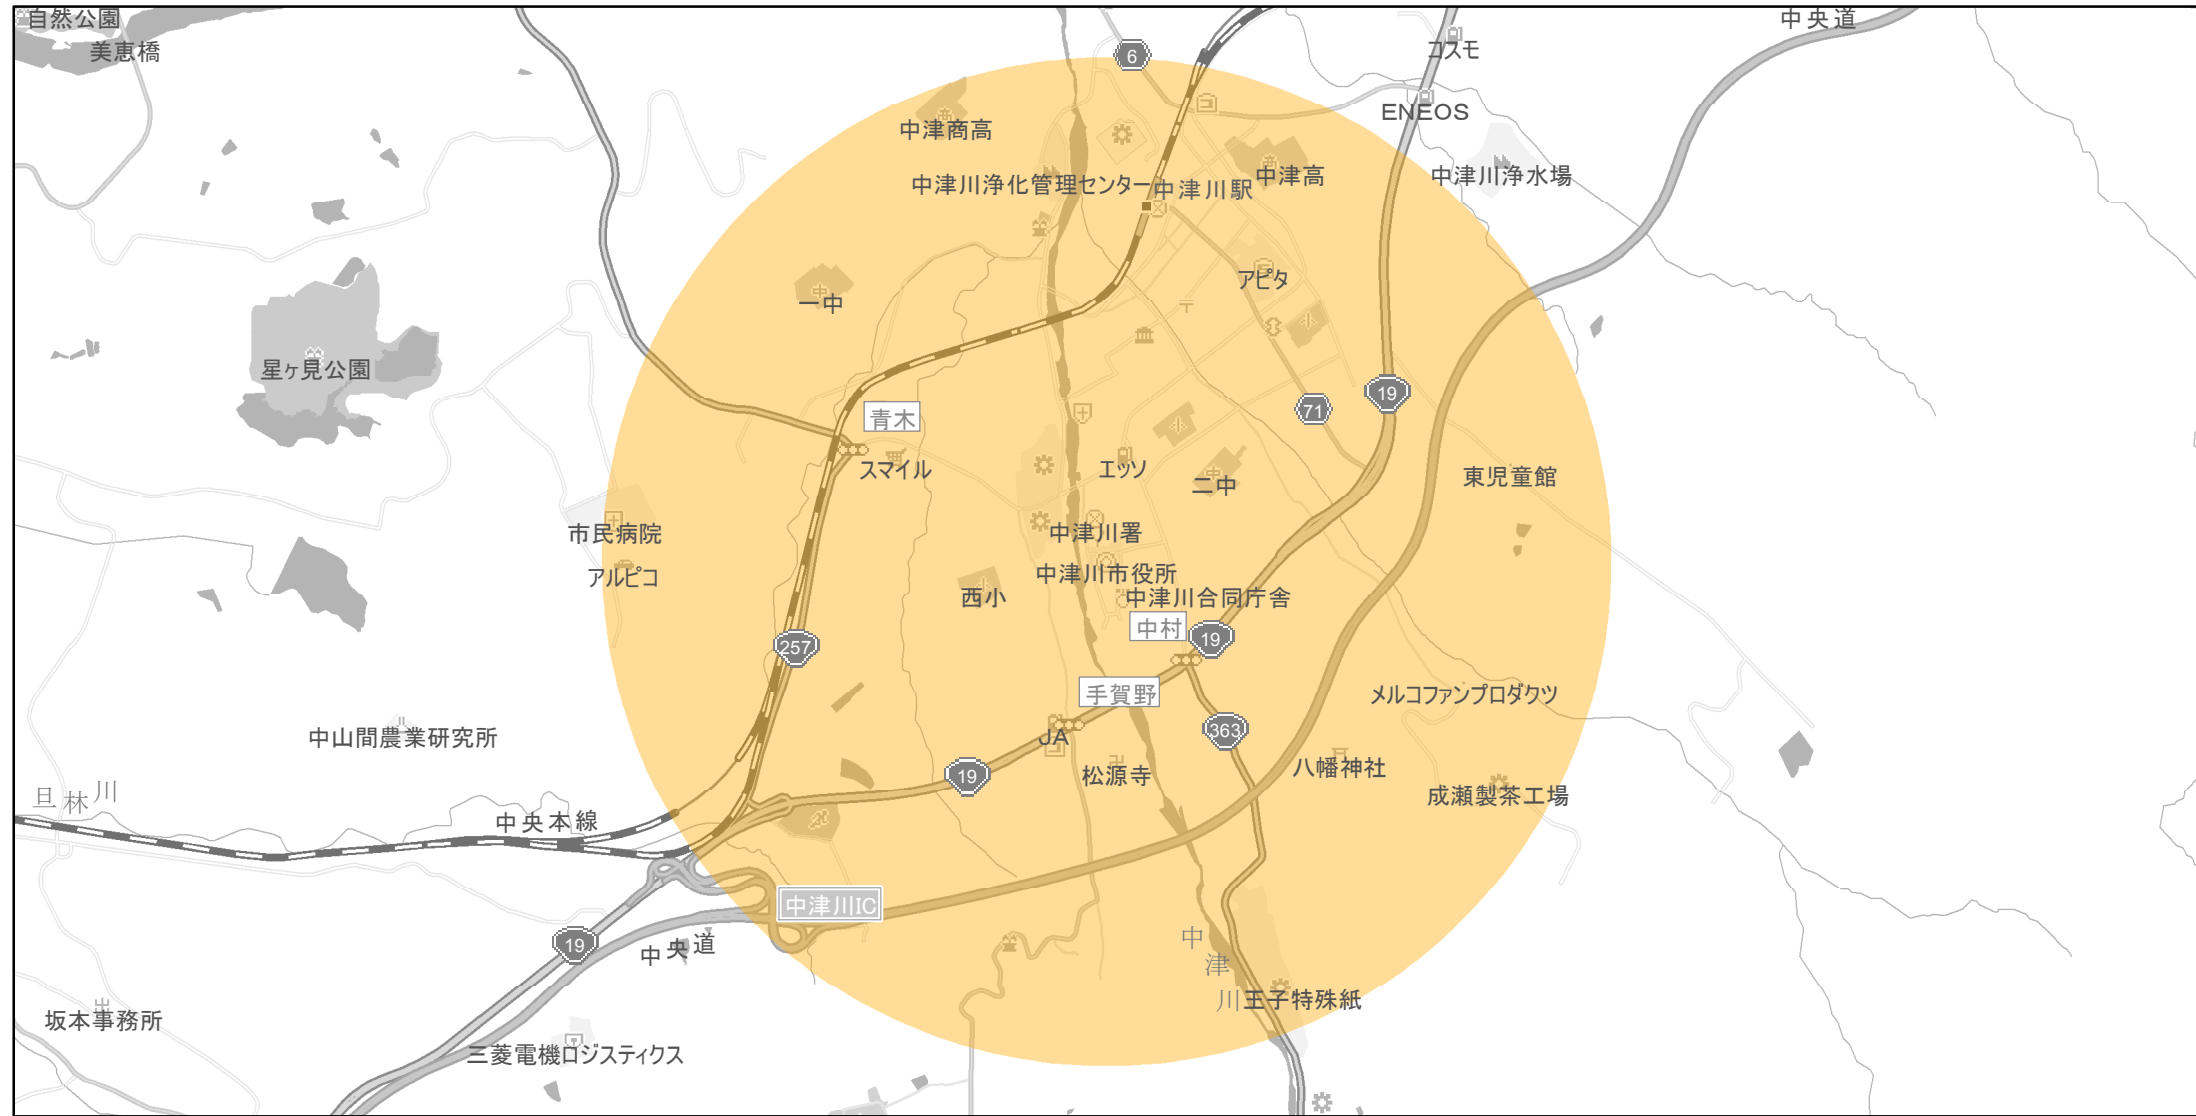 自然公園
中央道
美恵橋
コスモ
6
ENEOS
中津商高
中津川浄化管理センター
中津川駅
中津高
中津川浄水場
アピタ
一中
星ヶ見公園
19
71
青木
スマイル
エッソ
二中
東児童館
市民病院
中津川署
アルピコ
中津川市役所
西小
中津川合同庁舎
中村
19
257
手賀野
メルコファンプロダクツ
363
中山間農業研究所
JA
松源寺
八幡神社
19
成瀬製茶工場
旦林川
中央本線
中津川IC
19
中央道
中津川
王子特殊紙
坂本事務所
三菱電機ロジスティクス